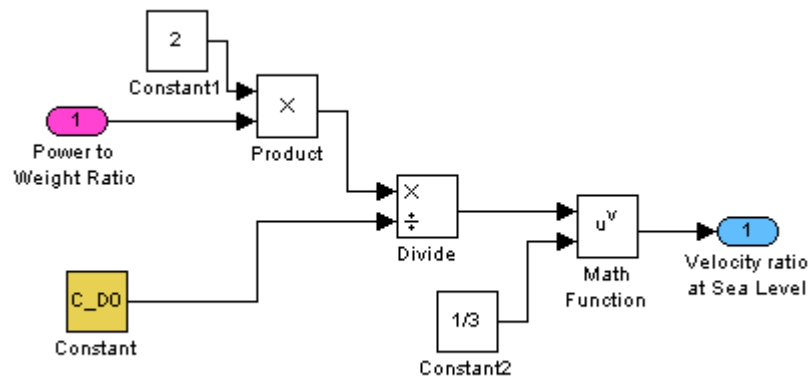 2
Constant1
×
Product
1
Power to
Weight Ratio
×
÷
Divide
u^v
Math
Function
1
Velocity ratio
at Sea Level
C_D0
Constant
1/3
Constant2